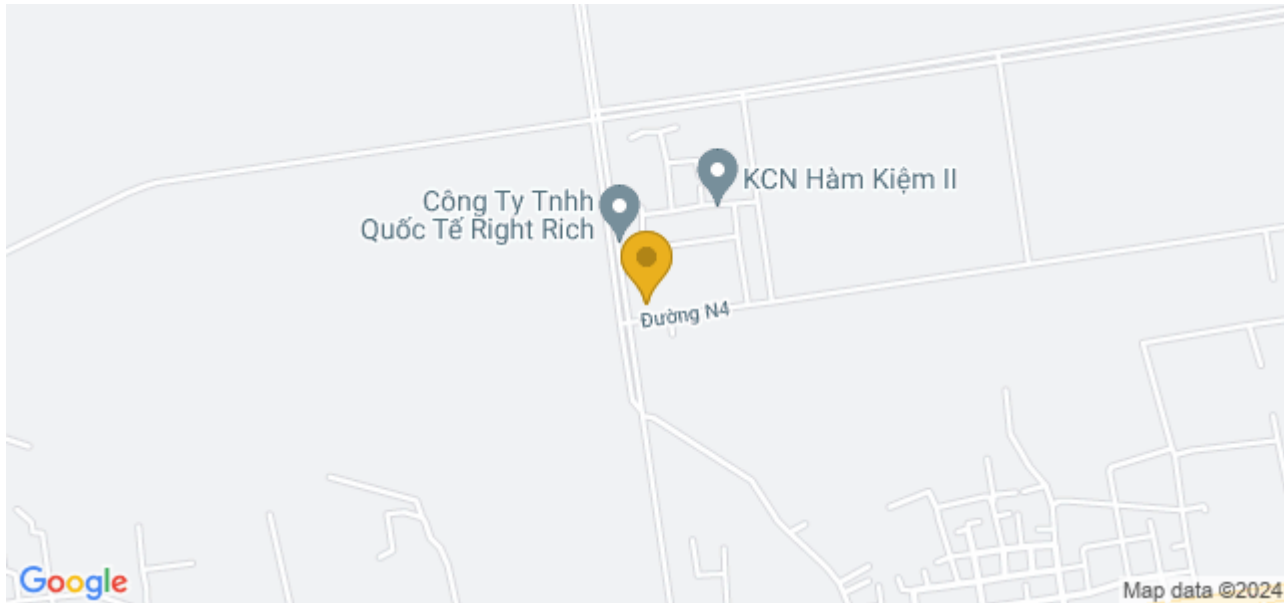 KCN Hàm Kiệm II
Công Ty Tnhh
Quốc Tế Right Rich
Đường N4
Google
Map data ©2024